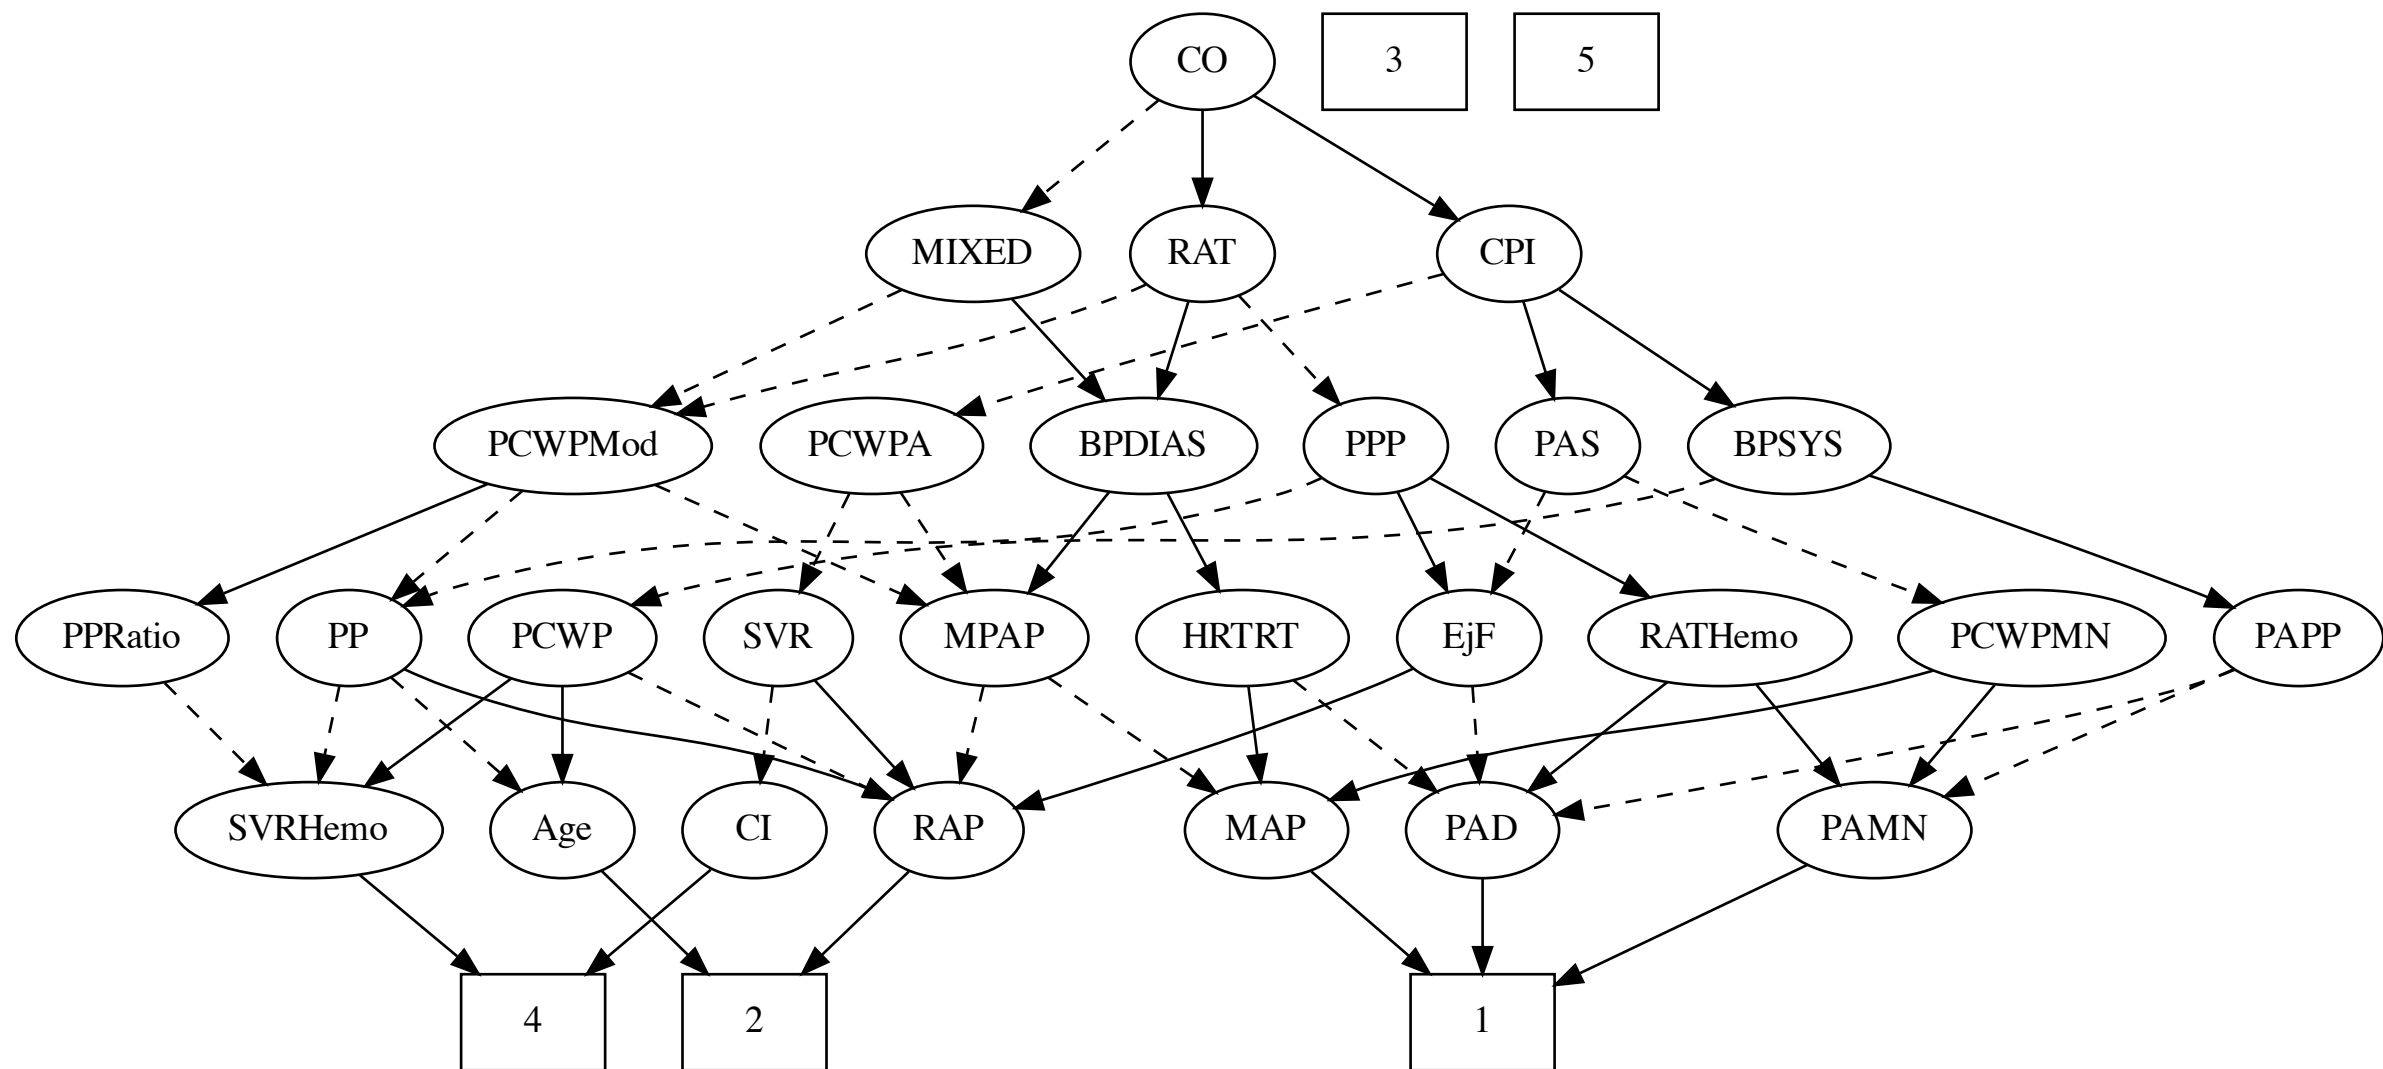 CO
3
5
MIXED
RAT
CPI
PCWPMod
PCWPA
BPDIAS
PPP
PAS
BPSYS
PPRatio
PP
PCWP
SVR
MPAP
HRTRT
EjF
RATHemo
PCWPMN
PAPP
SVRHemo
Age
CI
RAP
MAP
PAD
PAMN
4
2
1